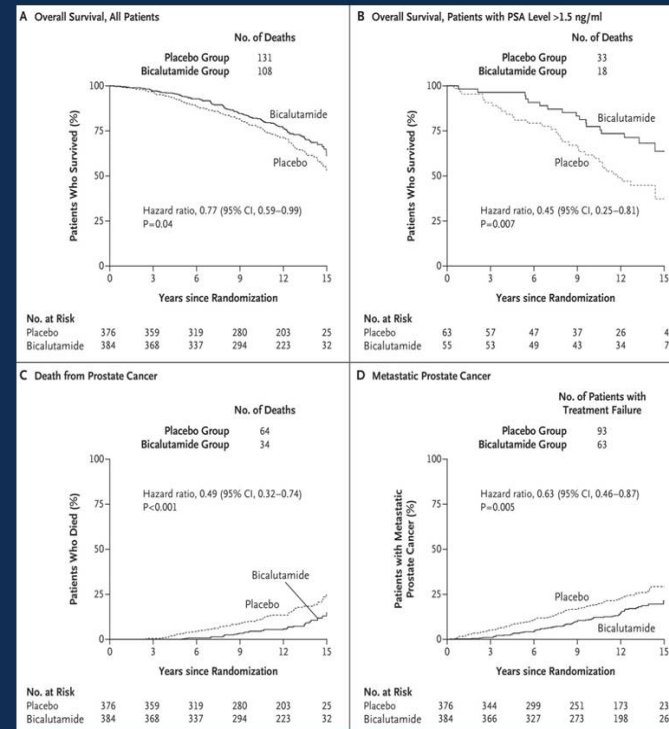 A Overall Survival, All Patients
No. of Deaths
Placebo Group 131
Bicalutamide Group 108
100
75
50
25
0
Patients Who Survived (%)
Bicalutamide
Placebo
Hazard ratio, 0.77 (95% CI, 0.59–0.99)
P=0.04
0 3 6 9 12 15
Years since Randomization
No. at Risk
Placebo 376 359 319 280 203 25
Bicalutamide 384 368 337 294 223 32
B Overall Survival, Patients with PSA Level >1.5 ng/ml
No. of Deaths
Placebo Group 33
Bicalutamide Group 18
100
75
50
25
0
Patients Who Survived (%)
Bicalutamide
Placebo
Hazard ratio, 0.45 (95% CI, 0.25–0.81)
P=0.007
0 3 6 9 12 15
Years since Randomization
No. at Risk
Placebo 63 57 47 37 26 4
Bicalutamide 55 53 49 43 34 7
C Death from Prostate Cancer
No. of Deaths
Placebo Group 64
Bicalutamide Group 34
100
75
50
25
0
Patients Who Died (%)
Hazard ratio, 0.49 (95% CI, 0.32–0.74)
P<0.001
Bicalutamide
Placebo
0 3 6 9 12 15
Years since Randomization
No. at Risk
Placebo 376 359 319 280 203 25
Bicalutamide 384 368 337 294 223 32
D Metastatic Prostate Cancer
No. of Patients with
Treatment Failure
Placebo Group 93
Bicalutamide Group 63
100
75
50
25
0
Patients with Metastatic
Prostate Cancer (%)
Hazard ratio, 0.63 (95% CI, 0.46–0.87)
P=0.005
Placebo
Bicalutamide
0 3 6 9 12 15
Years since Randomization
No. at Risk
Placebo 376 344 299 251 173 23
Bicalutamide 384 366 327 273 198 26